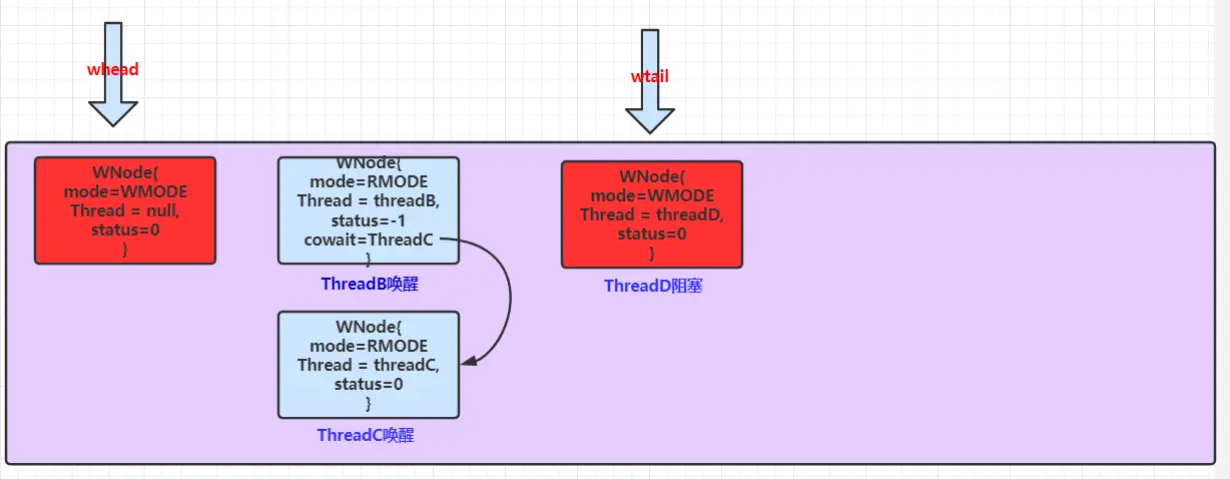 whead
wtail
WNode{
mode=WMODE
Thread = null,
status=0
}
WNode{
mode=RMODE
Thread = threadB,
status=-1
cowait=ThreadC
}
ThreadB唤醒
WNode{
mode=RMODE
Thread = threadC,
status=0
}
ThreadC唤醒
WNode{
mode=WMODE
Thread = threadD,
status=0
}
ThreadD阻塞